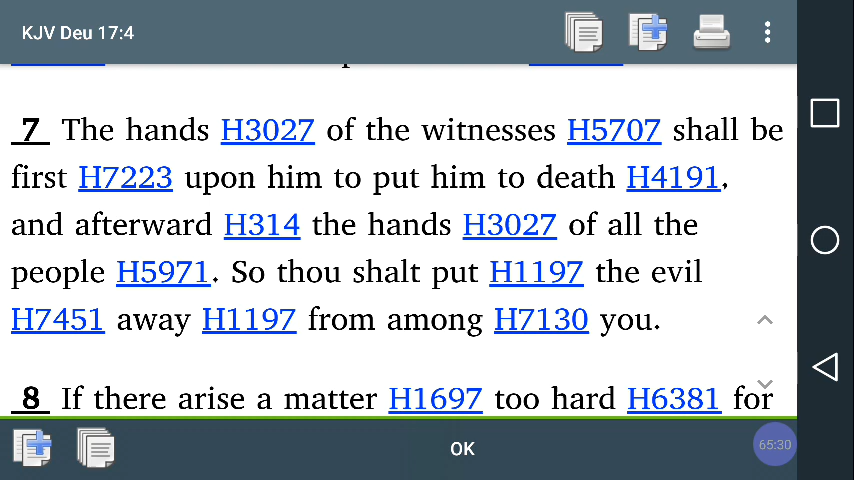 KJV Deu 17:4
7 The hands H3027 of the witnesses H5707 shall be
first H7223 upon him to put him to death H4191,
and afterward H314 the hands H3027 of all the
people H5971. So thou shalt put H1197 the evil
H7451 away H1197 from among H7130 you.
8 If there arise a matter H1697 too hard H6381 for
OK
65:30